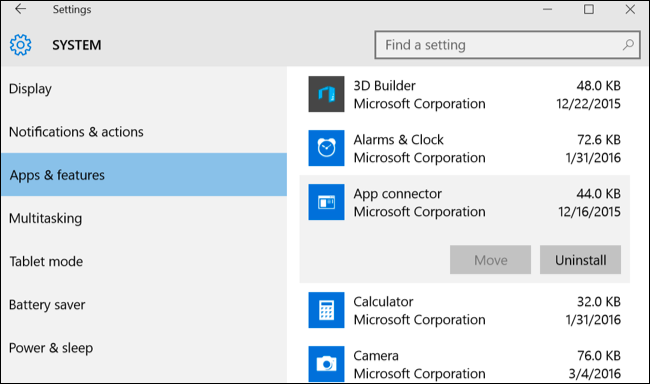 Settings
SYSTEM
Find a setting
Display
Notifications & actions
Apps & features
Multitasking
Tablet mode
Battery saver
Power & sleep
3D Builder 48.0 KB
Microsoft Corporation 12/22/2015
Alarms & Clock 72.6 KB
Microsoft Corporation 1/31/2016
App connector 44.0 KB
Microsoft Corporation 12/16/2015
Move Uninstall
Calculator 32.0 KB
Microsoft Corporation 1/31/2016
Camera 76.0 KB
Microsoft Corporation 3/4/2016